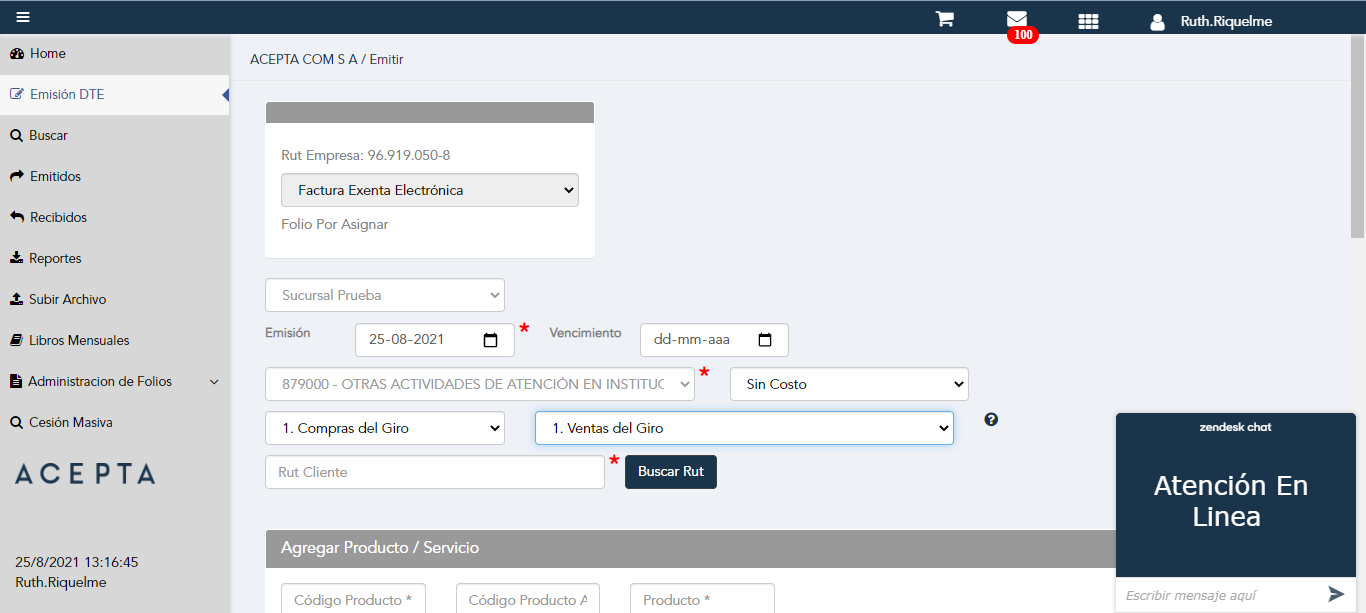 100
Ruth.Riquelme
Home
Emisión DTE
Buscar
Emitidos
Recibidos
Reportes
Subir Archivo
Libros Mensuales
Administracion de Folios
Cesión Masiva
ACEPTA
25/8/2021 13:16:45
Ruth.Riquelme
ACEPTA COM S A / Emitir
Rut Empresa: 96.919.050-8
Factura Exenta Electrónica
Folio Por Asignar
Sucursal Prueba
Emisión 25-08-2021 * Vencimiento dd-mm-aaa
879000 - OTRAS ACTIVIDADES DE ATENCIÓN EN INSTITUC * Sin Costo
1. Compras del Giro 1. Ventas del Giro ?
Rut Cliente * Buscar Rut
Agregar Producto / Servicio
Código Producto * Código Producto A Producto *
zendesk chat
Atención En
Linea
Escribir mensaje aquí